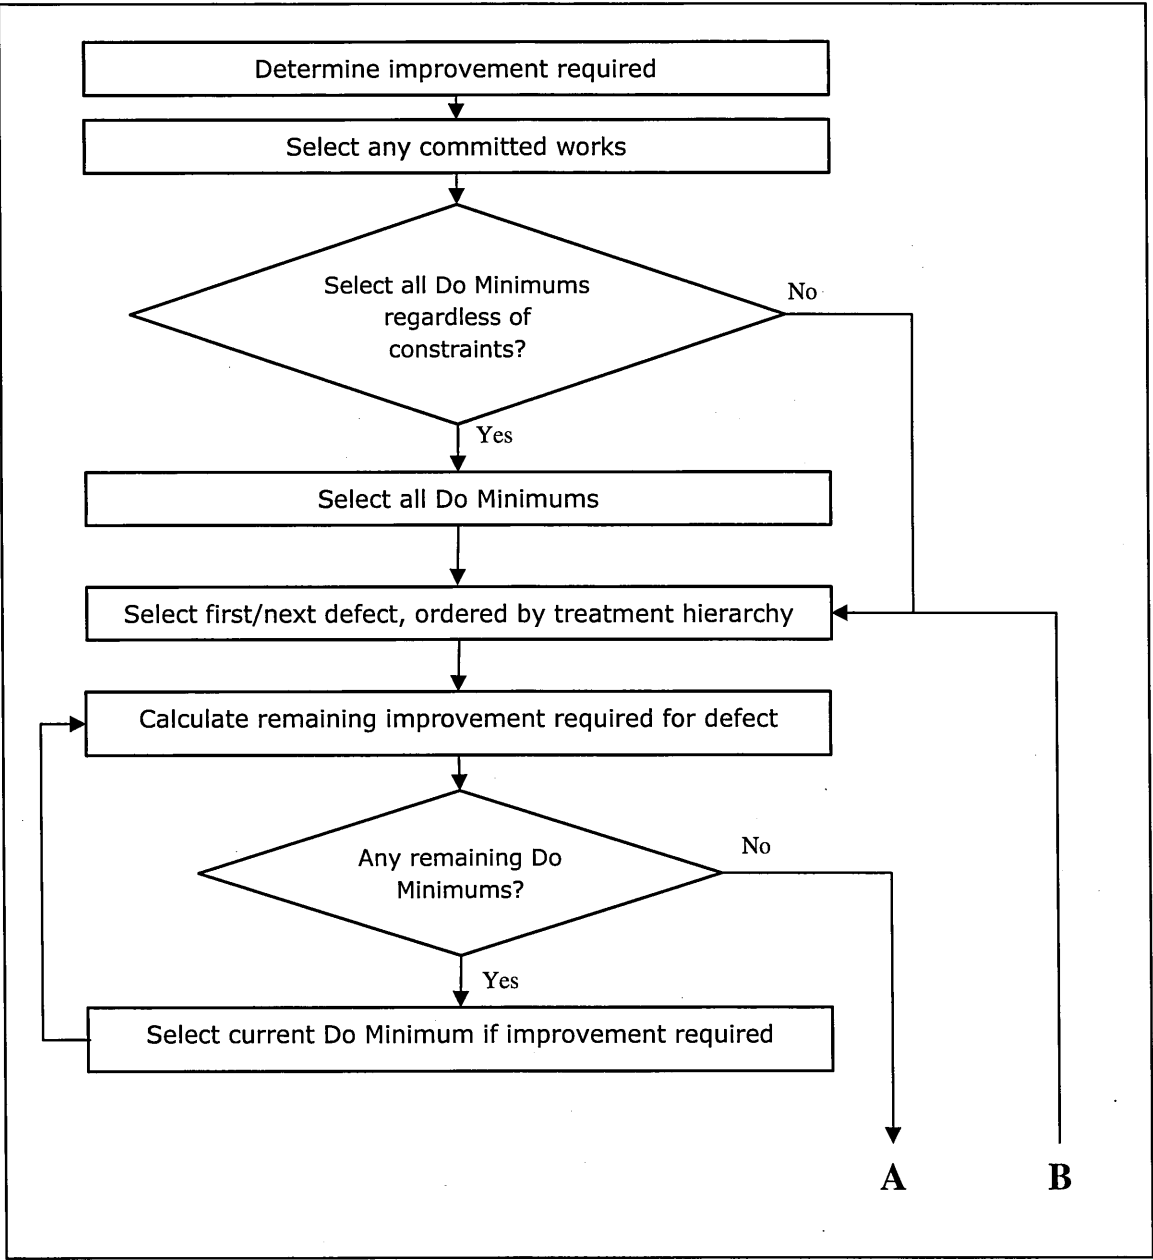 Determine improvement required
Select any committed works
Select all Do Minimums
regardless of
constraints?
No
Yes
Select all Do Minimums
Select first/next defect, ordered by treatment hierarchy
Calculate remaining improvement required for defect
No
Any remaining Do
Minimums?
Yes
Select current Do Minimum if improvement required
A
B